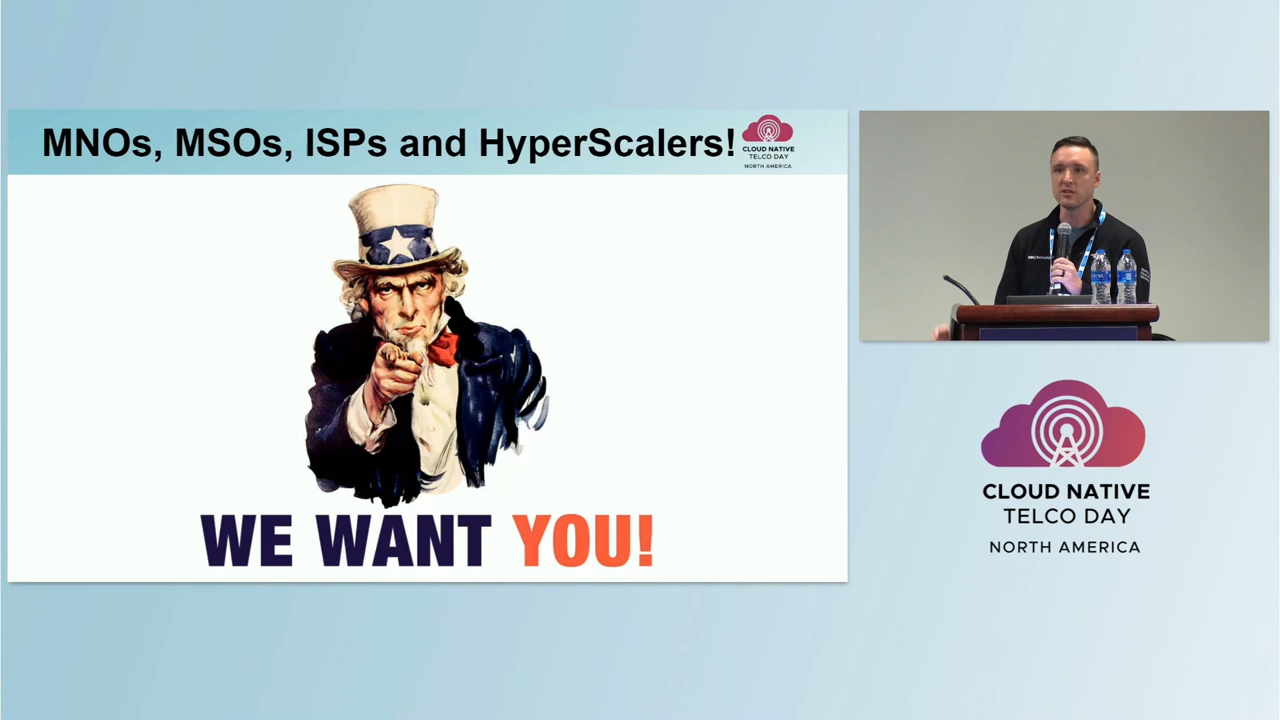 MNOs, MSOs, ISPs and HyperScalers!
CLOUD NATIVE
TELCO DAY
NORTH AMERICA
WE WANT YOU!
CLOUD NATIVE
TELCO DAY
NORTH AMERICA